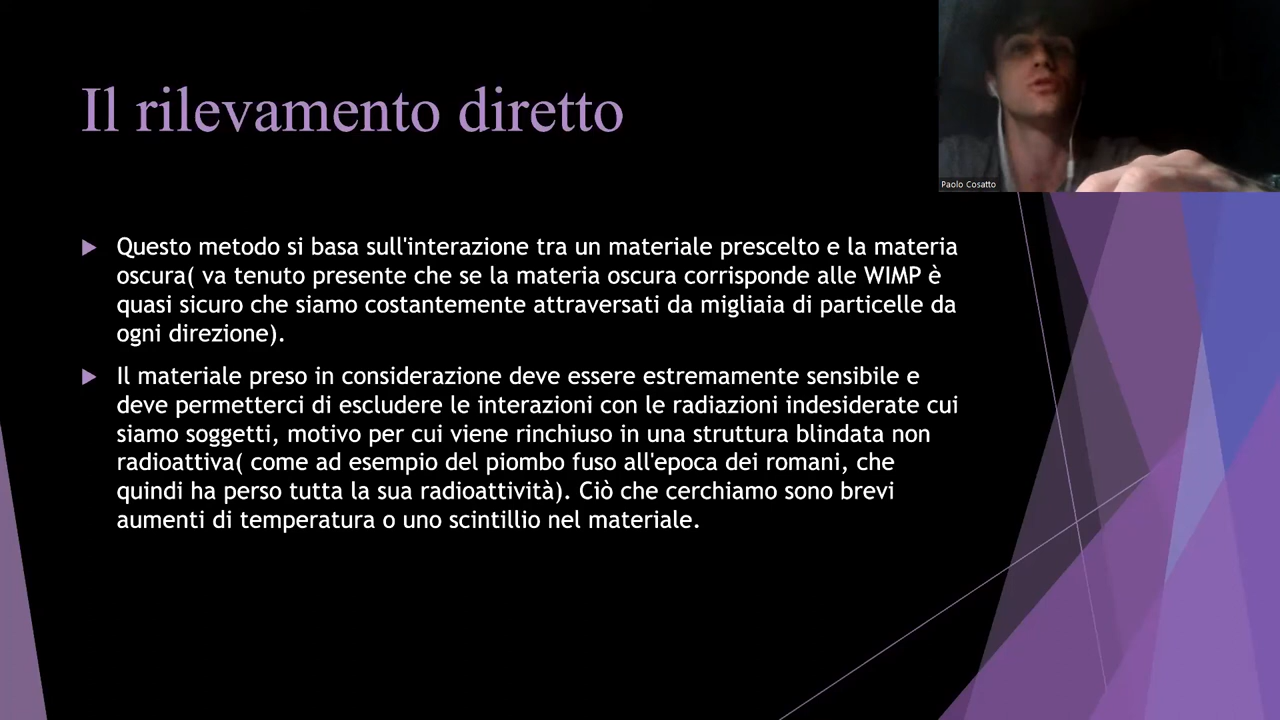 Il rilevamento diretto
Paolo Cosatto
Questo metodo si basa sull'interazione tra un materiale prescelto e la materia
oscura( va tenuto presente che se la materia oscura corrisponde alle WIMP è
quasi sicuro che siamo costantemente attraversati da migliaia di particelle da
ogni direzione).
Il materiale preso in considerazione deve essere estremamente sensibile e
deve permetterci di escludere le interazioni con le radiazioni indesiderate cui
siamo soggetti, motivo per cui viene rinchiuso in una struttura blindata non
radioattiva( come ad esempio del piombo fuso all'epoca dei romani, che
quindi ha perso tutta la sua radioattività). Ciò che cerchiamo sono brevi
aumenti di temperatura o uno scintillio nel materiale.